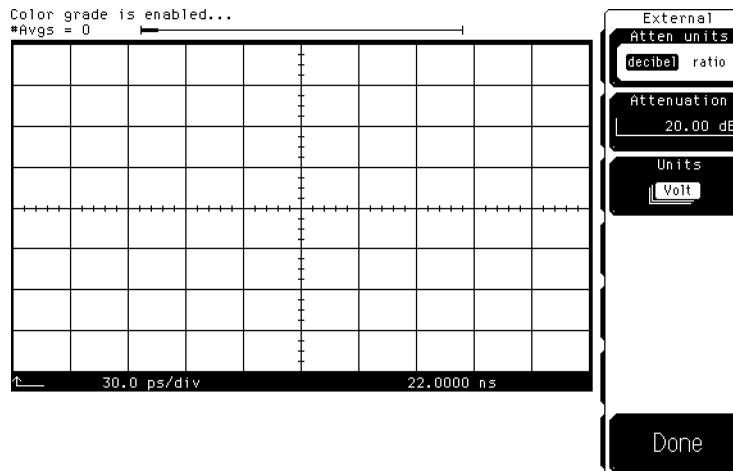 Color grade is enabled...
#Avgs = 0
30.0 ps/div
22.0000 ns
External
Atten units
decibel ratio
Attenuation
20.00 dB
Units
Volt
Done